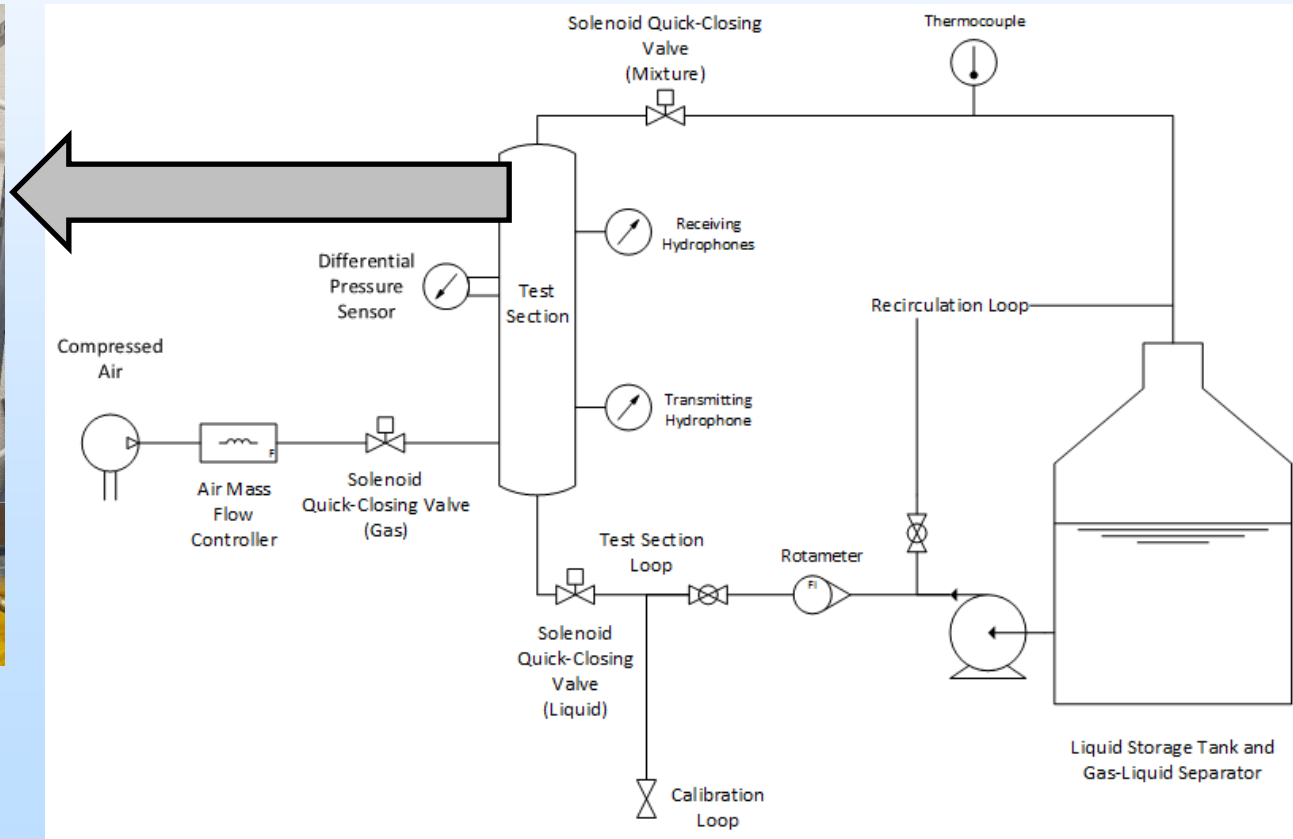 Solenoid Quick-Closing
Valve
(Mixture)
Thermocouple
Receiving
Hydrophones
Differential
Pressure
Sensor
Test
Section
Recirculation Loop
Compressed
Air
Transmitting
Hydrophone
F
Air Mass
Flow
Controller
Solenoid
Quick-Closing Valve
(Gas)
Test Section
Loop
Rotameter
FI
Solenoid
Quick-Closing
Valve
(Liquid)
Liquid Storage Tank and
Gas-Liquid Separator
Calibration
Loop